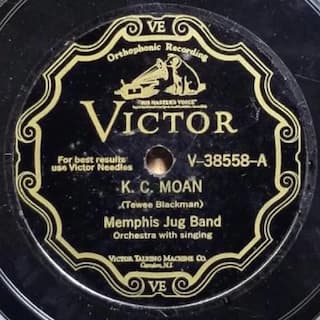 VE
Orthophonic Recording
"HIS MASTER'S VOICE"
VICTOR
For best results
use Victor Needles
V-38558-A
K. C. MOAN
(Tewee Blackman)
Memphis Jug Band
Orchestra with singing
VICTOR TALKING MACHINE CO.
Camden, N.J.
VE